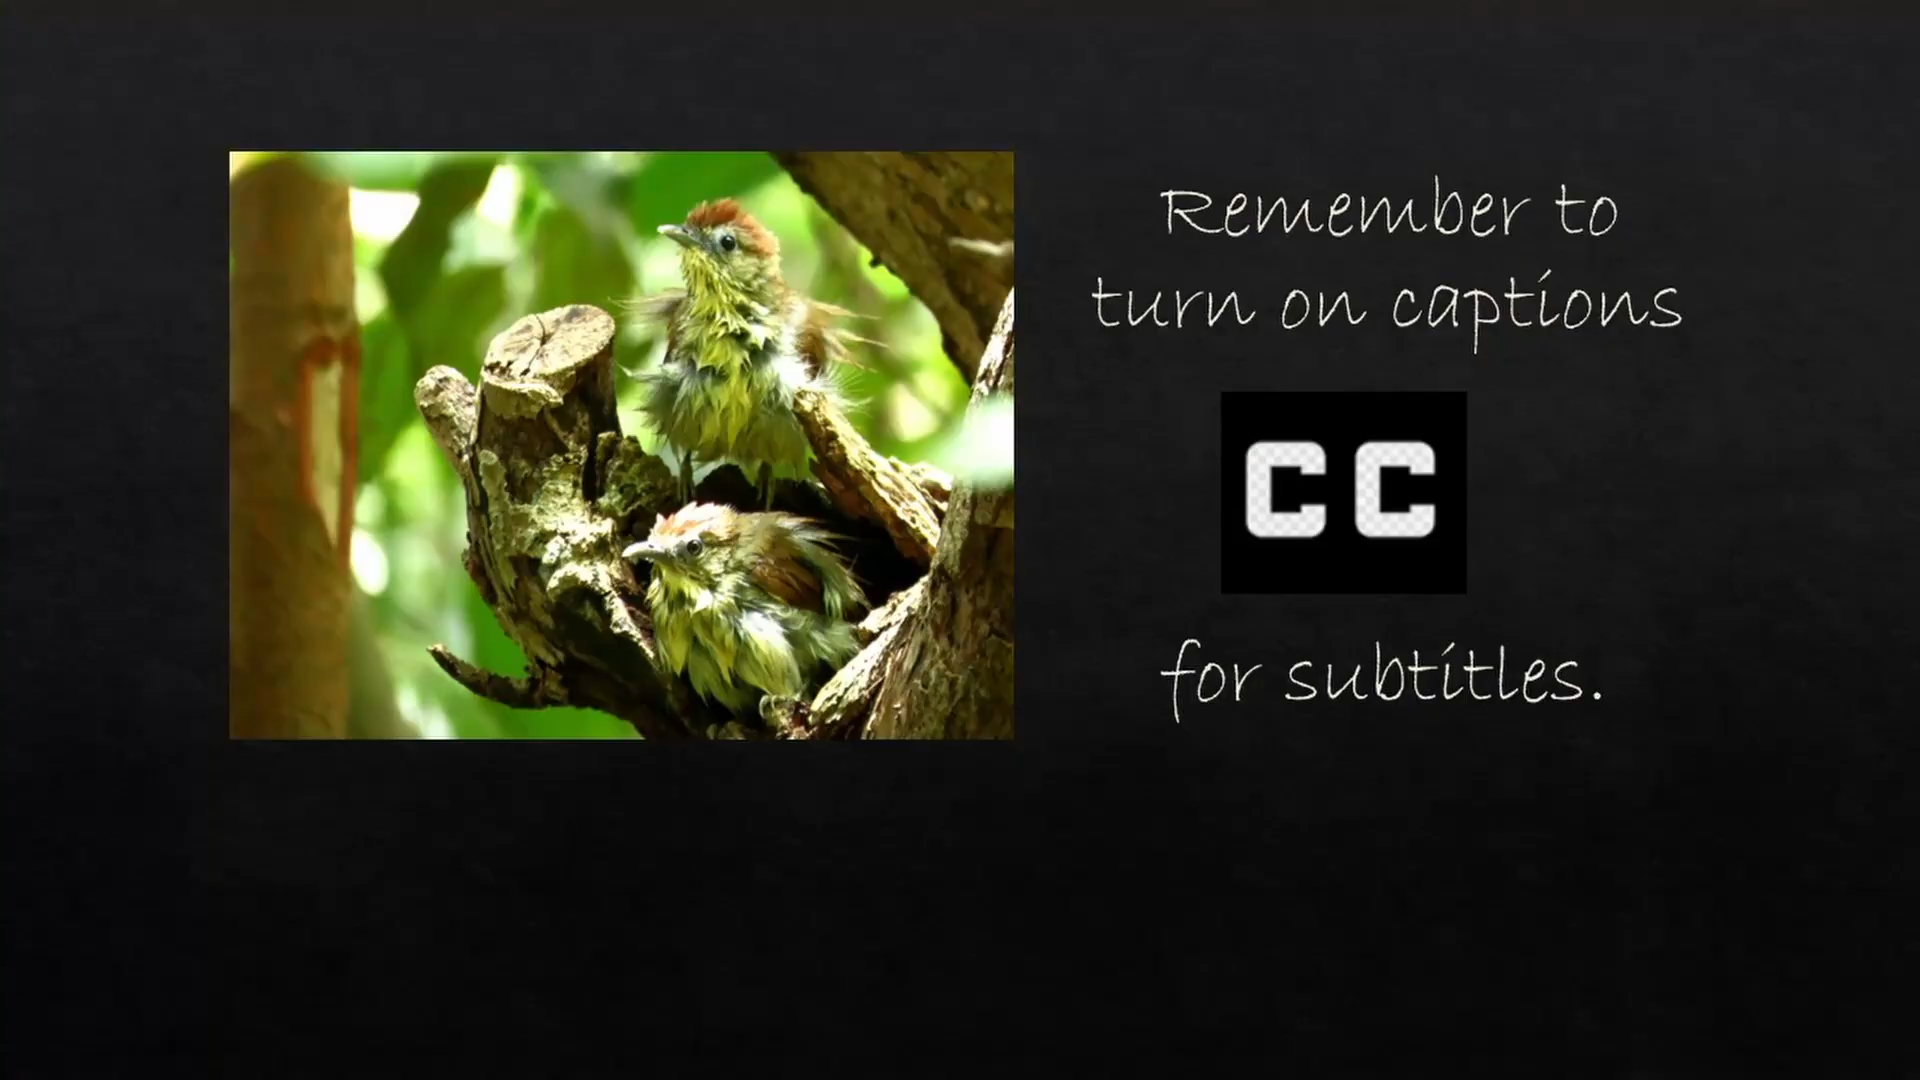 Remember to
turn on captions
CC
for subtitles.